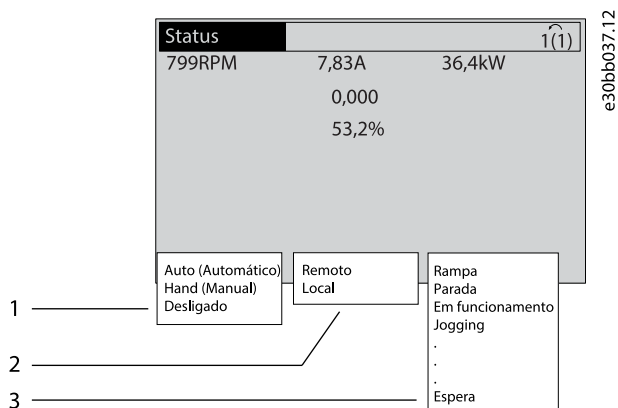 Status 1(1)
799RPM 7,83A 36,4kW
0,000
53,2%
Auto (Automático)
Hand (Manual)
Desligado
Remoto
Local
Rampa
Parada
Em funcionamento
Jogging
.
.
.
Espera
1
2
3
e30bb037.12